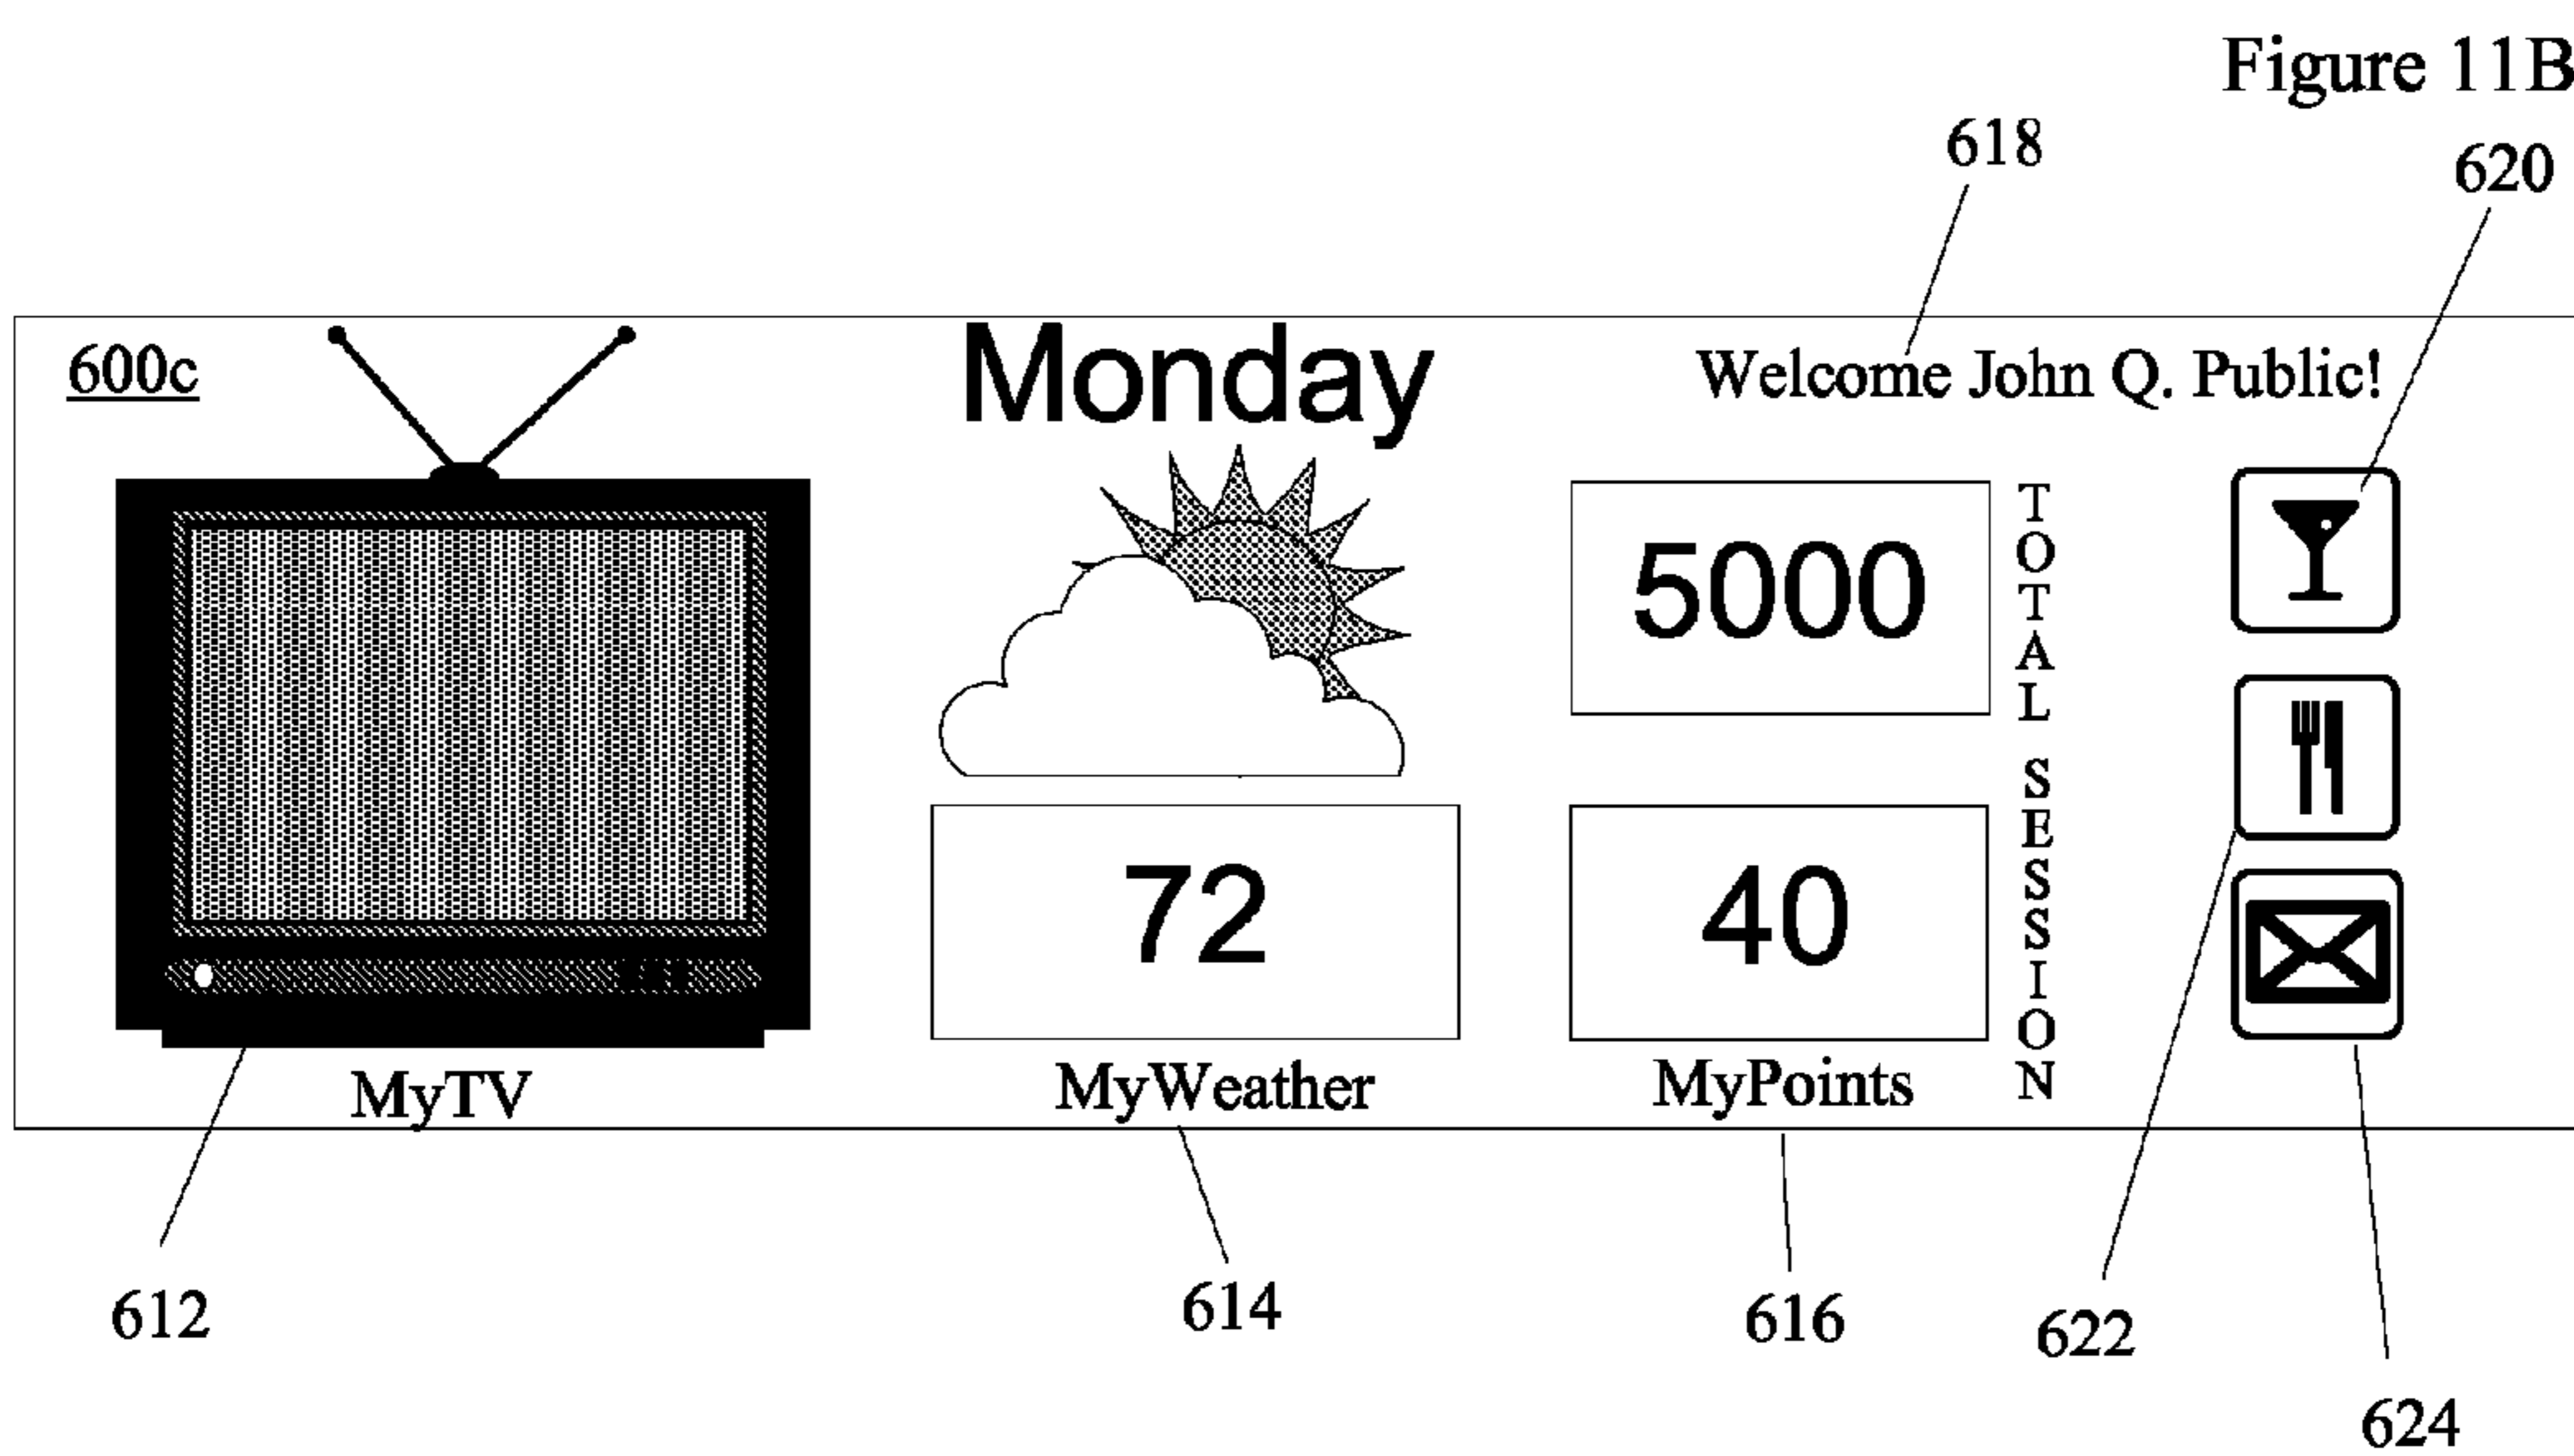 Figure 11B
618
620
600c
Monday
Welcome John Q. Public!
5000
TOTAL
72
40
SESSION
MyTV
MyWeather
MyPoints
612
614
616
622
624